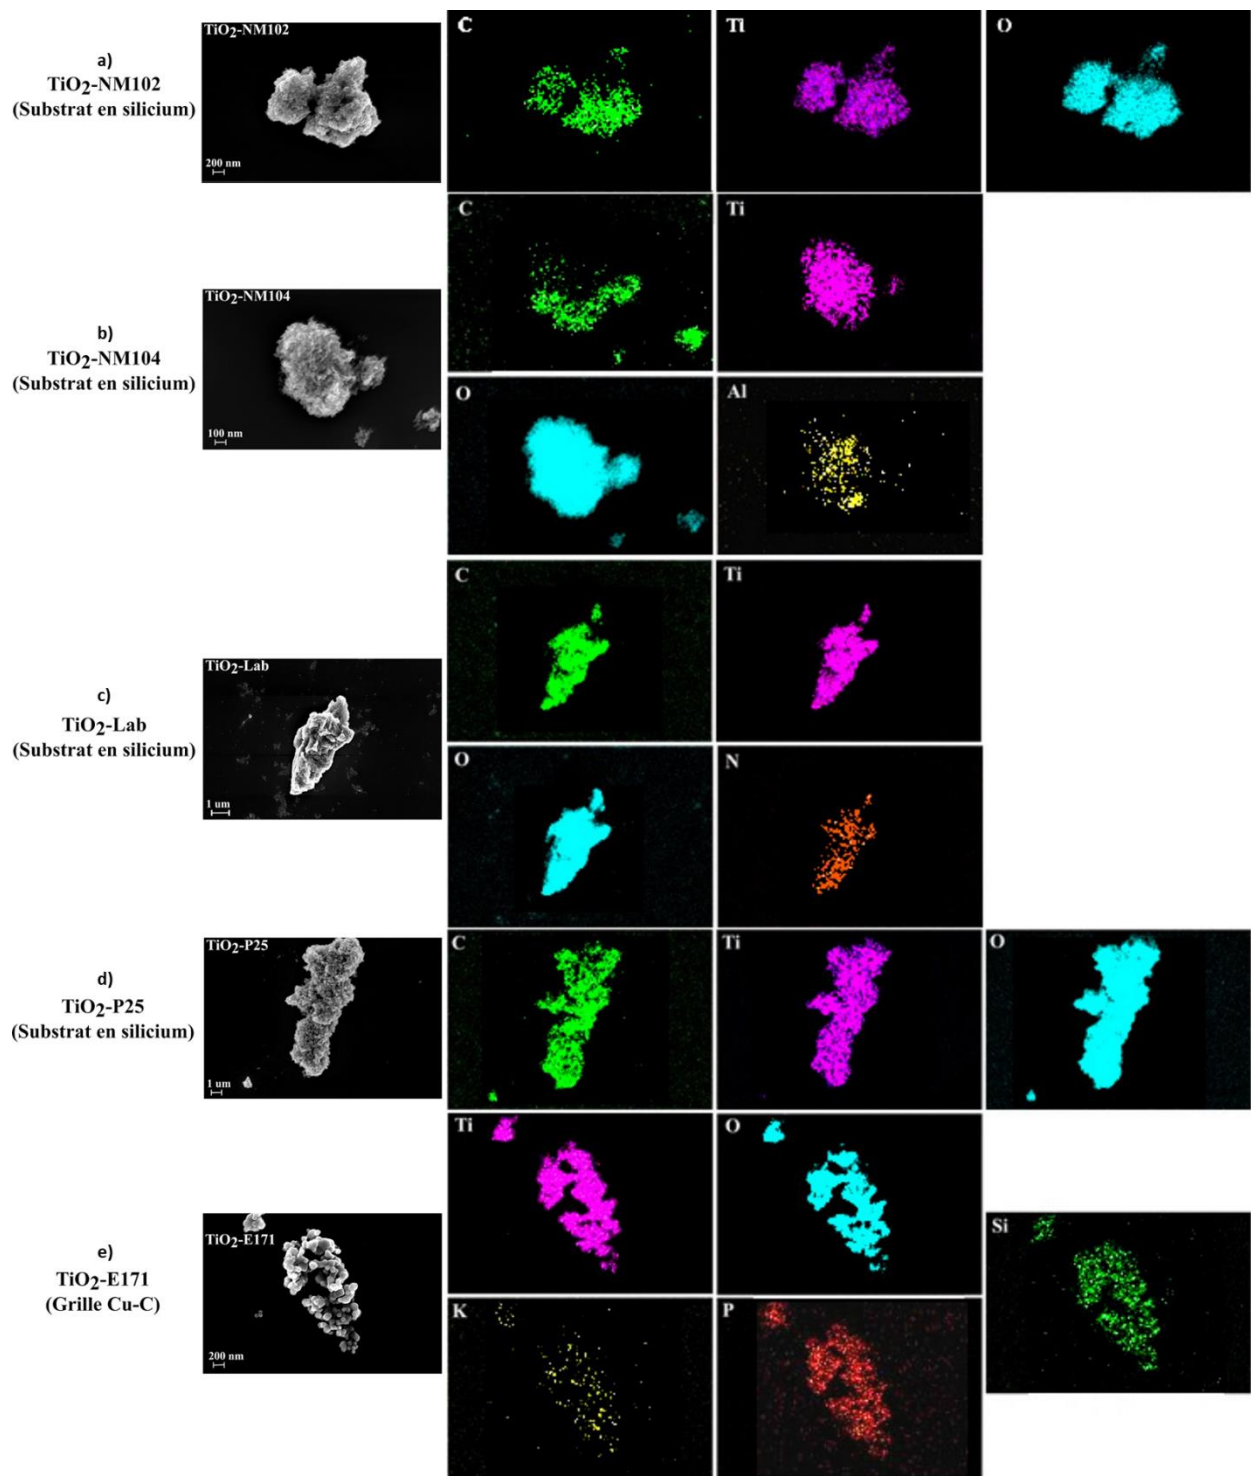 a)
TiO2-NM102
(Substrat en silicium)
TiO2-NM102
200 nm
C
Tl
O
b)
TiO2-NM104
(Substrat en silicium)
TiO2-NM104
100 nm
C
Ti
O
Al
c)
TiO2-Lab
(Substrat en silicium)
TiO2-Lab
1 um
C
Ti
O
N
d)
TiO2-P25
(Substrat en silicium)
TiO2-P25
1 um
C
Ti
O
e)
TiO2-E171
(Grille Cu-C)
TiO2-E171
200 nm
Ti
O
Si
K
P